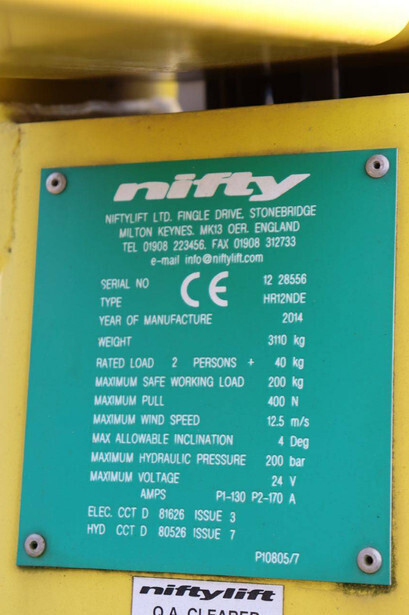 nifty
NIFTYLIFT LTD. FINGLE DRIVE. STONEBRIDGE
MILTON KEYNES. MK13 OER. ENGLAND
TEL 01908 223456. FAX 01908 312733
e-mail info@niftylift.com
SERIAL NO CE 12 28556
TYPE HR12NDE
YEAR OF MANUFACTURE 2014
WEIGHT 3110 kg
RATED LOAD 2 PERSONS + 40 kg
MAXIMUM SAFE WORKING LOAD 200 kg
MAXIMUM PULL 400 N
MAXIMUM WIND SPEED 12.5 m/s
MAX ALLOWABLE INCLINATION 4 Deg
MAXIMUM HYDRAULIC PRESSURE 200 bar
MAXIMUM VOLTAGE 24 V
AMPS P1-130 P2-170 A
ELEC. CCT D 81626 ISSUE 3
HYD CCT D 80526 ISSUE 7
P10805/7
niftylift
Q.A. CLEARED